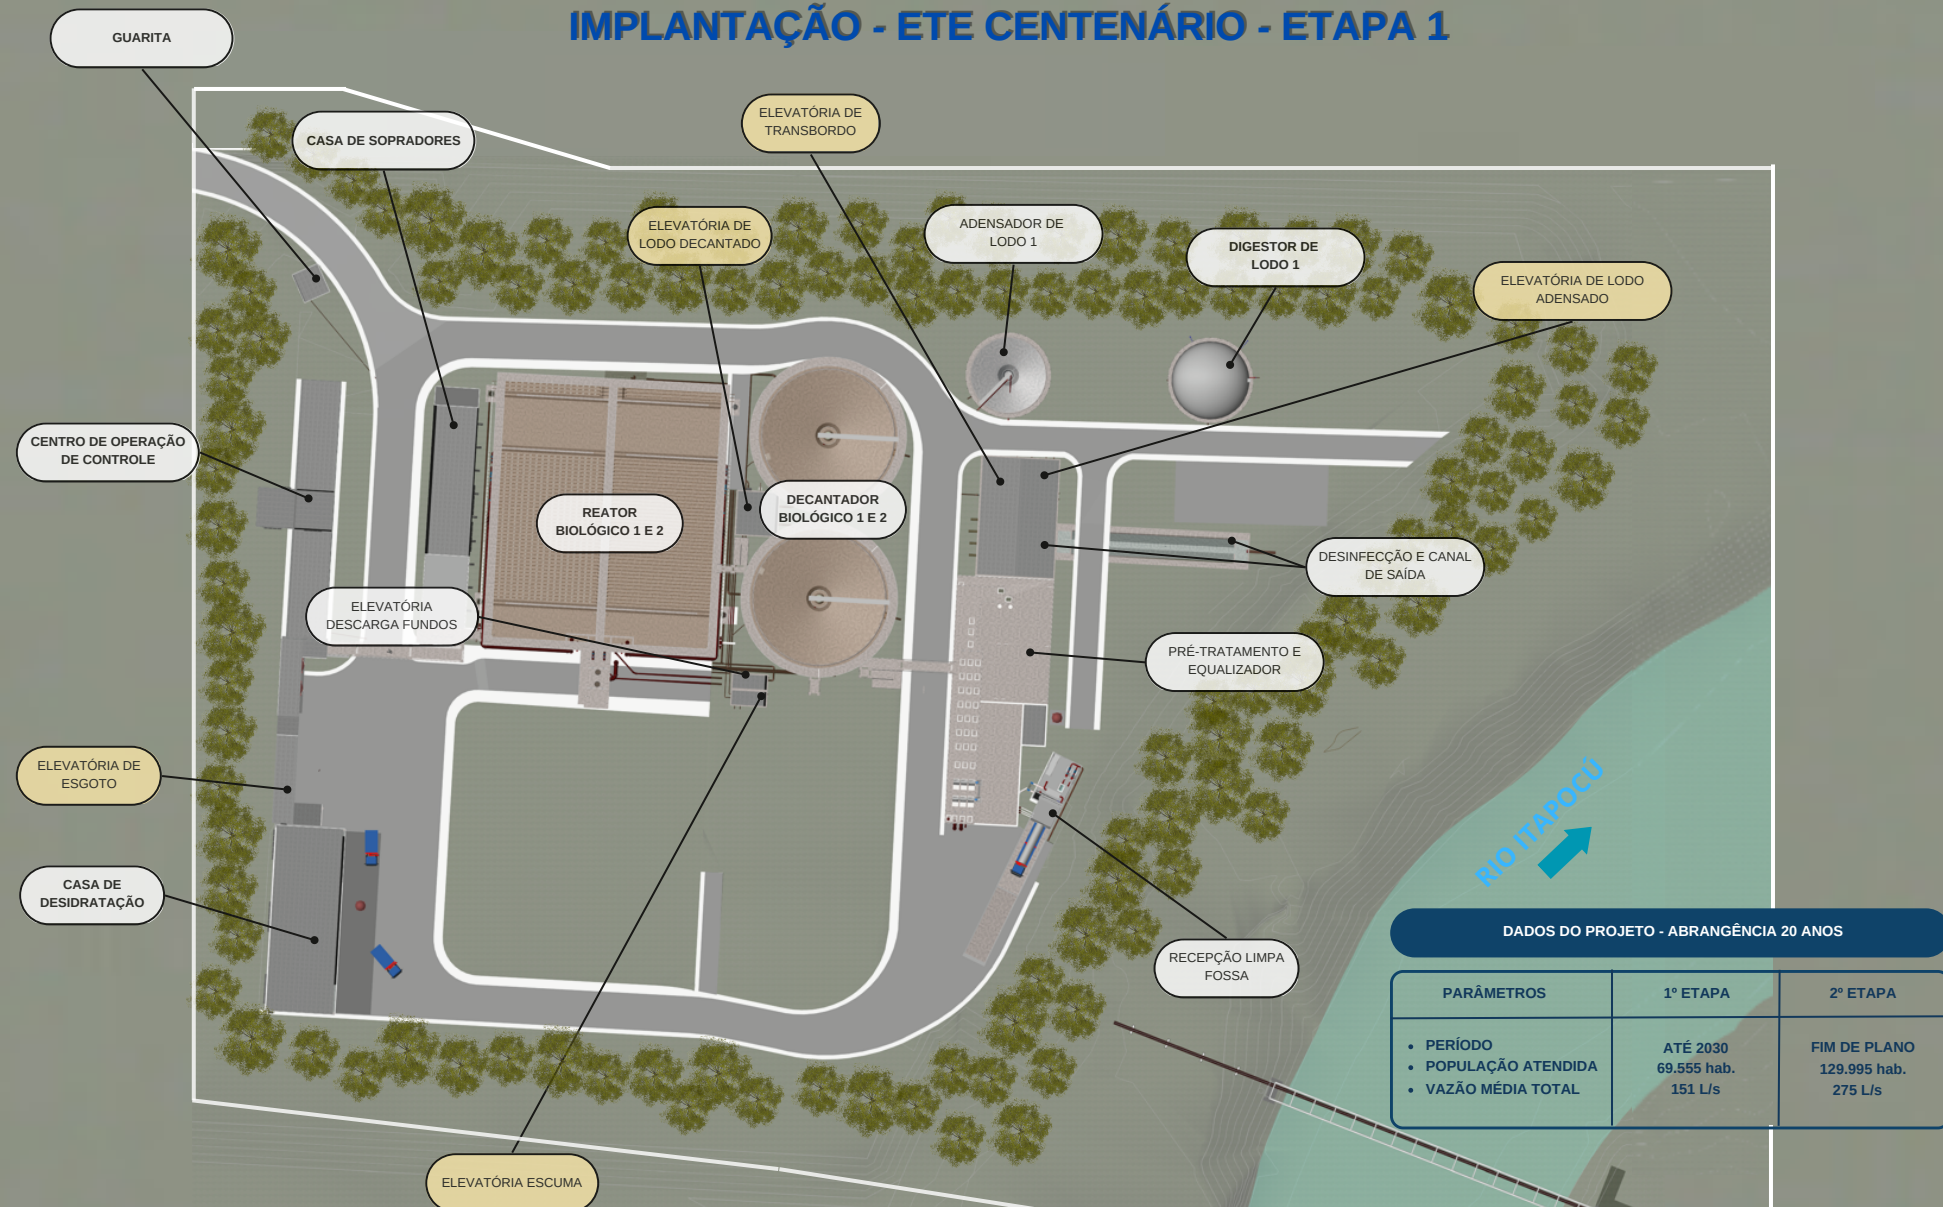 IMPLANTAÇÃO - ETE CENTENÁRIO - ETAPA 1
GUARITA
CASA DE SOPRADORES
ELEVATÓRIA DE
TRANSBORDO
ELEVATÓRIA DE
LODO DECANTADO
ADENSADOR DE
LODO 1
DIGESTOR DE
LODO 1
ELEVATÓRIA DE LODO
ADENSADO
CENTRO DE OPERAÇÃO
DE CONTROLE
REATOR
BIOLÓGICO 1 E 2
DECANTADOR
BIOLÓGICO 1 E 2
DESINFECÇÃO E CANAL
DE SAÍDA
ELEVATÓRIA
DESCARGA FUNDOS
PRÉ-TRATAMENTO E
EQUALIZADOR
ELEVATÓRIA DE
ESGOTO
RIO ITAPOCÚ
CASA DE
DESIDRATAÇÃO
RECEPÇÃO LIMPA
FOSSA
ELEVATÓRIA ESCUMA
DADOS DO PROJETO - ABRANGÊNCIA 20 ANOS
PARÂMETROS 1º ETAPA 2º ETAPA
• PERÍODO ATÉ 2030 FIM DE PLANO
• POPULAÇÃO ATENDIDA 69.555 hab. 129.995 hab.
• VAZÃO MÉDIA TOTAL 151 L/s 275 L/s